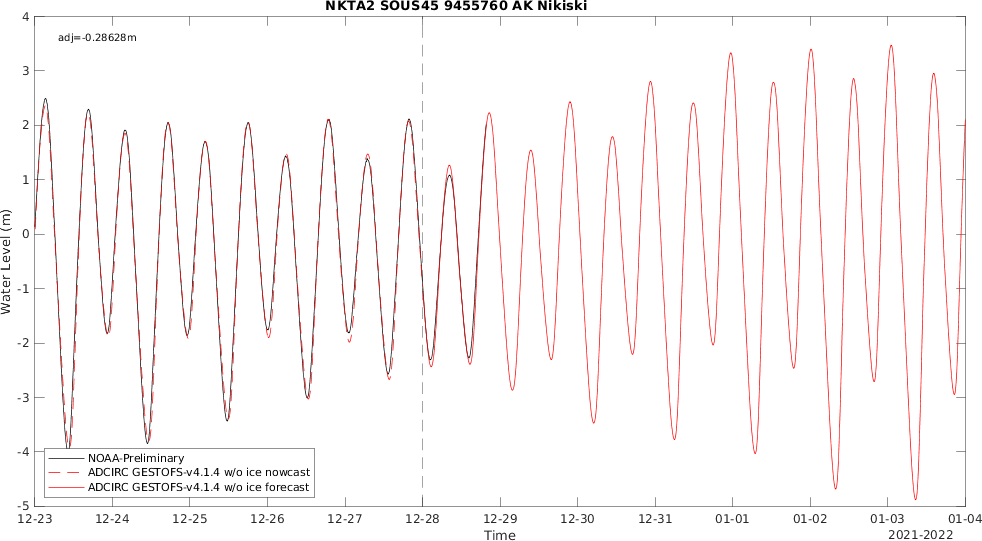 NKTA2 SOUS45 9455760 AK Nikiski
adj=-0.28628m
4
3
2
1
0
-1
-2
-3
-4
-5
Water Level (m)
NOAA-Preliminary
ADCIRC GESTOFS-v4.1.4 w/o ice nowcast
ADCIRC GESTOFS-v4.1.4 w/o ice forecast
12-23 12-24 12-25 12-26 12-27 12-28 12-29 12-30 12-31 01-01 01-02 01-03 01-04
Time
2021-2022